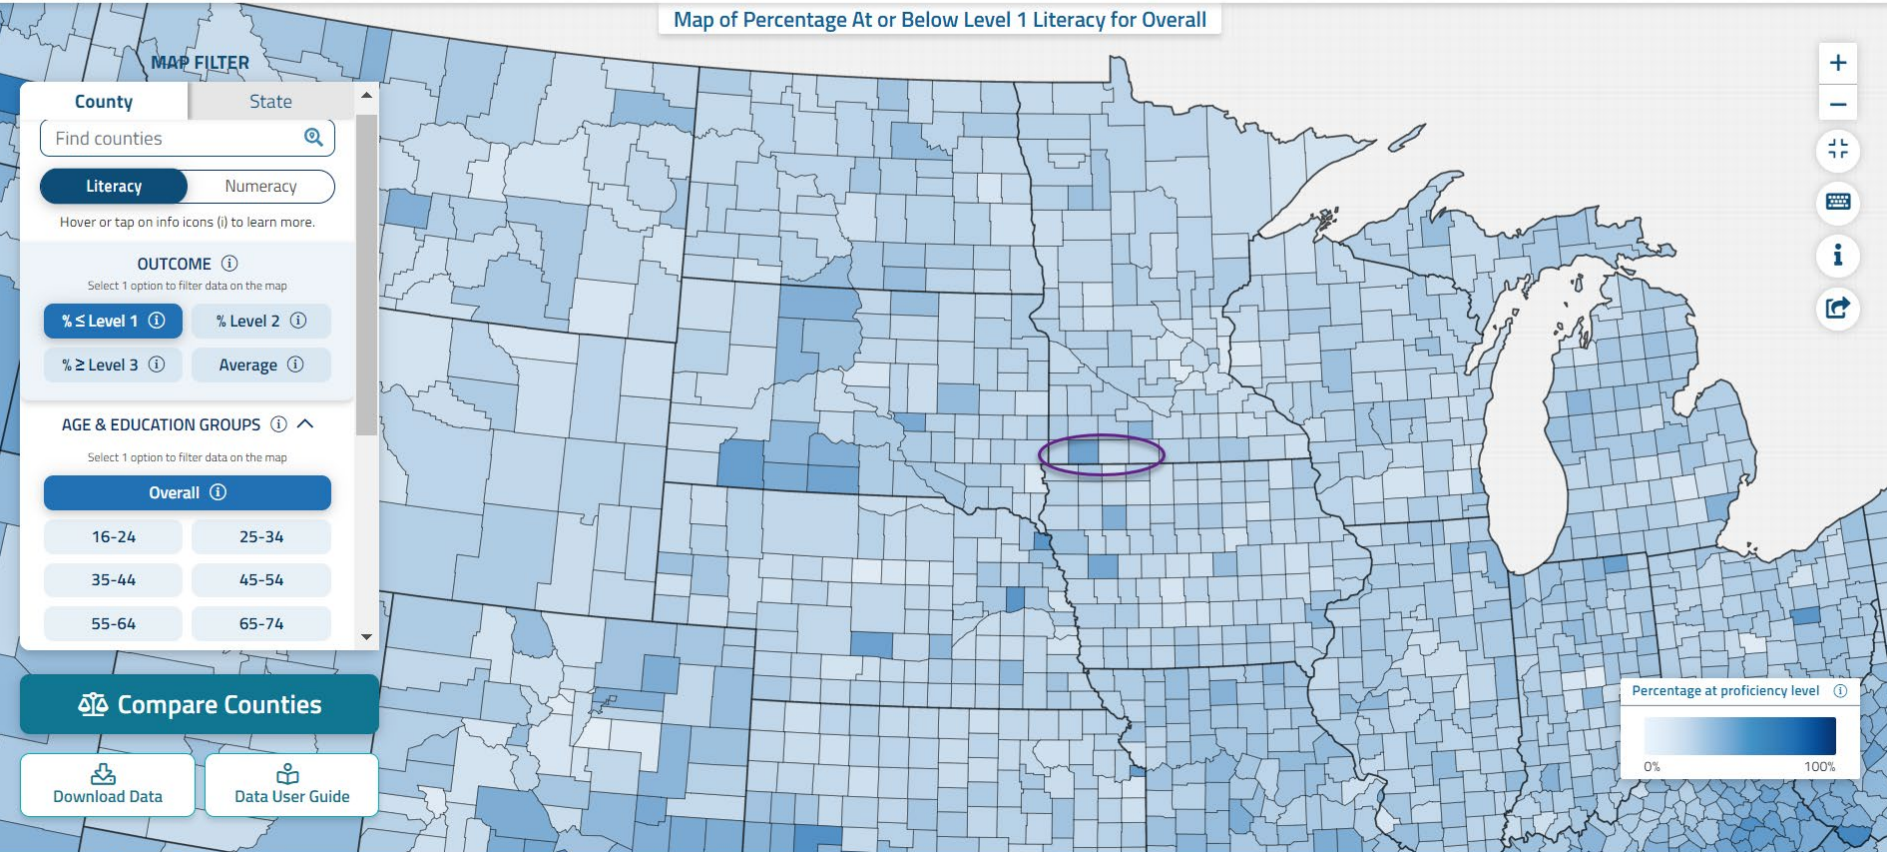 Map of Percentage At or Below Level 1 Literacy for Overall
MAP FILTER
County
State
Find counties
Literacy
Numeracy
Hover or tap on info icons (i) to learn more.
OUTCOME
Select 1 option to filter data on the map
% ≤ Level 1
% Level 2
% ≥ Level 3
Average
AGE & EDUCATION GROUPS
Select 1 option to filter data on the map
Overall
16-24
25-34
35-44
45-54
55-64
65-74
Compare Counties
Download Data
Data User Guide
Percentage at proficiency level
0%
100%